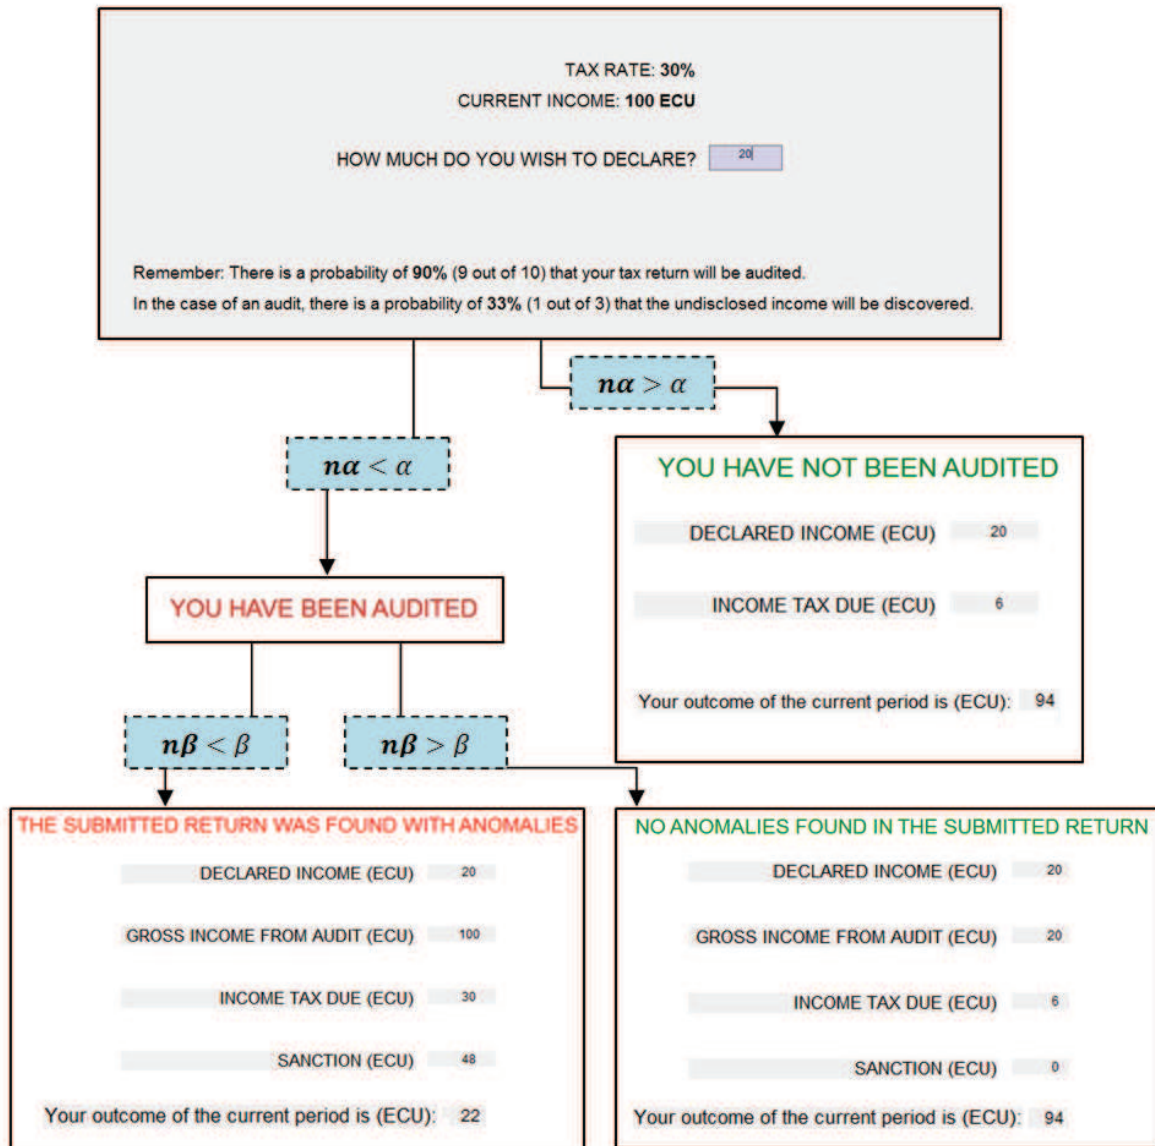 TAX RATE: 30%
CURRENT INCOME: 100 ECU
HOW MUCH DO YOU WISH TO DECLARE? 20
Remember: There is a probability of 90% (9 out of 10) that your tax return will be audited.
In the case of an audit, there is a probability of 33% (1 out of 3) that the undisclosed income will be discovered.
nα > α
nα < α
YOU HAVE NOT BEEN AUDITED
DECLARED INCOME (ECU) 20
INCOME TAX DUE (ECU) 6
Your outcome of the current period is (ECU): 94
YOU HAVE BEEN AUDITED
nβ < β
nβ > β
THE SUBMITTED RETURN WAS FOUND WITH ANOMALIES
DECLARED INCOME (ECU) 20
GROSS INCOME FROM AUDIT (ECU) 100
INCOME TAX DUE (ECU) 30
SANCTION (ECU) 48
Your outcome of the current period is (ECU): 22
NO ANOMALIES FOUND IN THE SUBMITTED RETURN
DECLARED INCOME (ECU) 20
GROSS INCOME FROM AUDIT (ECU) 20
INCOME TAX DUE (ECU) 6
SANCTION (ECU) 0
Your outcome of the current period is (ECU): 94